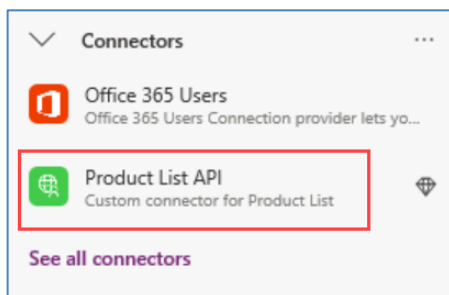 Connectors
Office 365 Users
Office 365 Users Connection provider lets yo...
Product List API
Custom connector for Product List
See all connectors